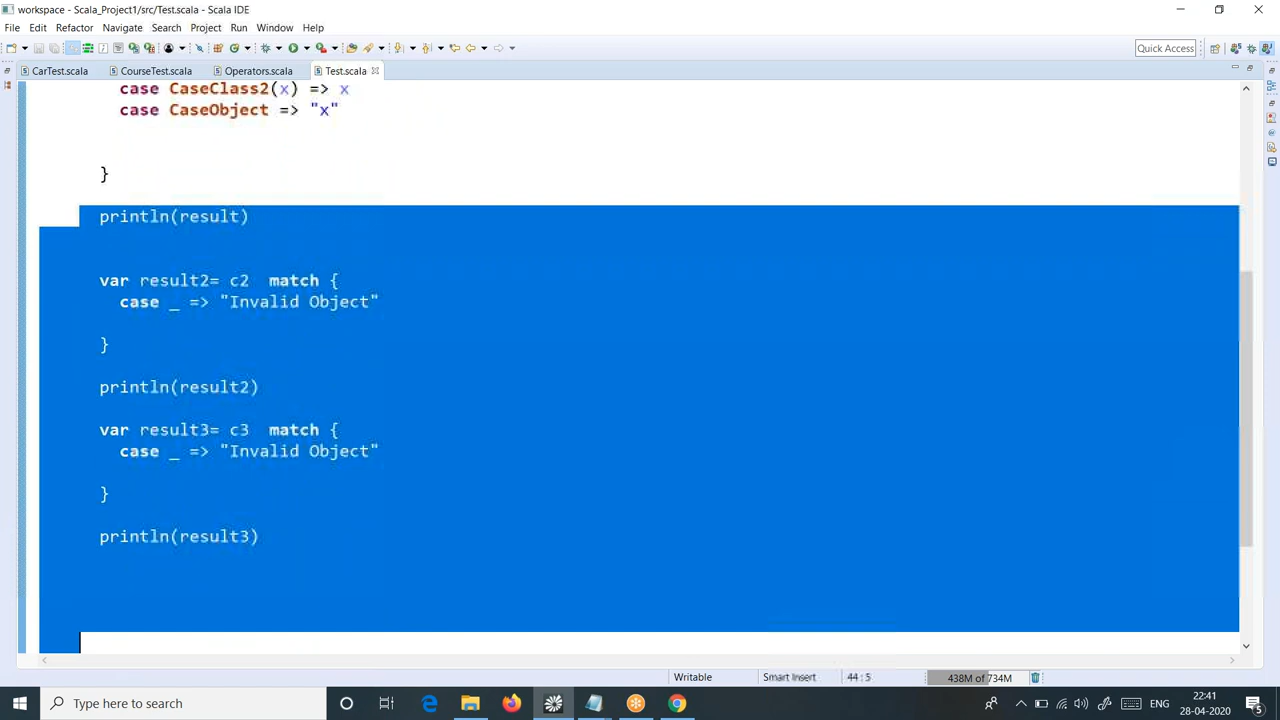 workspace - Scala_Project1/src/Test.scala - Scala IDE
File Edit Refactor Navigate Search Project Run Window Help
Quick Access
CarTest.scala CourseTest.scala Operators.scala Test.scala
case CaseClass2(x) => x
case CaseObject => "x"
}
println(result)
var result2= c2 match {
case _ => "Invalid Object"
}
println(result2)
var result3= c3 match {
case _ => "Invalid Object"
}
println(result3)
Writable Smart Insert 44 : 5 438M of 734M
Type here to search
ENG
22:41
28-04-2020
5